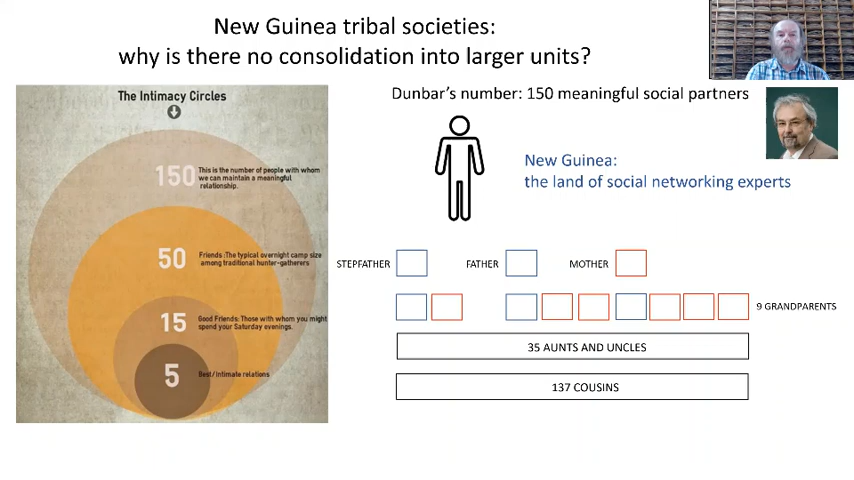 New Guinea tribal societies:
why is there no consolidation into larger units?
The Intimacy Circles
150
This is the number of people with whom
we can maintain a meaningful
relationship.
50
Friends :The typical overnight camp size
among traditional hunter-gatherers
15
Good Friends: Those with whom you might
spend your Saturday evenings.
5
Best/Intimate relations
Dunbar's number: 150 meaningful social partners
New Guinea:
the land of social networking experts
STEPFATHER
FATHER
MOTHER
9 GRANDPARENTS
35 AUNTS AND UNCLES
137 COUSINS